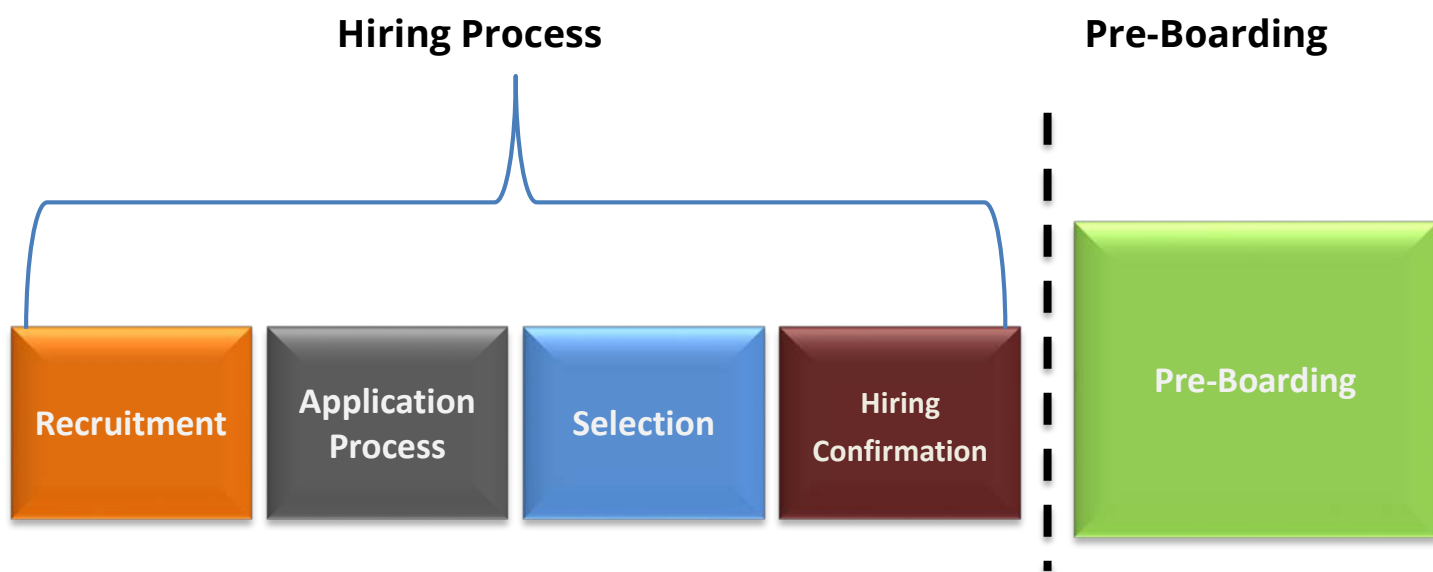 Hiring Process
Pre-Boarding
Recruitment
Application
Process
Selection
Hiring
Confirmation
Pre-Boarding